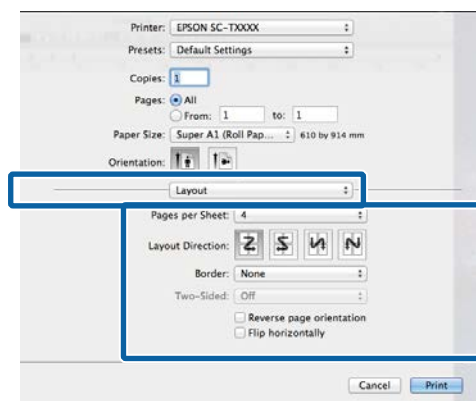 Printer: EPSON SC-TXXXX
Presets: Default Settings
Copies: 1
Pages: All
From: 1 to: 1
Paper Size: Super A1 (Roll Pap... 610 by 914 mm
Orientation:
Layout
Pages per Sheet: 4
Layout Direction:
Border: None
Two-Sided: Off
Reverse page orientation
Flip horizontally
Cancel Print